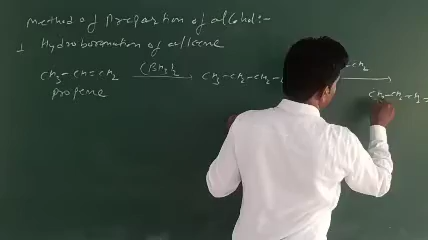 method of Preparation of alcohol:-
1 Hydroboration of alkene
CH3-CH=CH2 (BH3)2 CH3-CH2-CH2-
propene